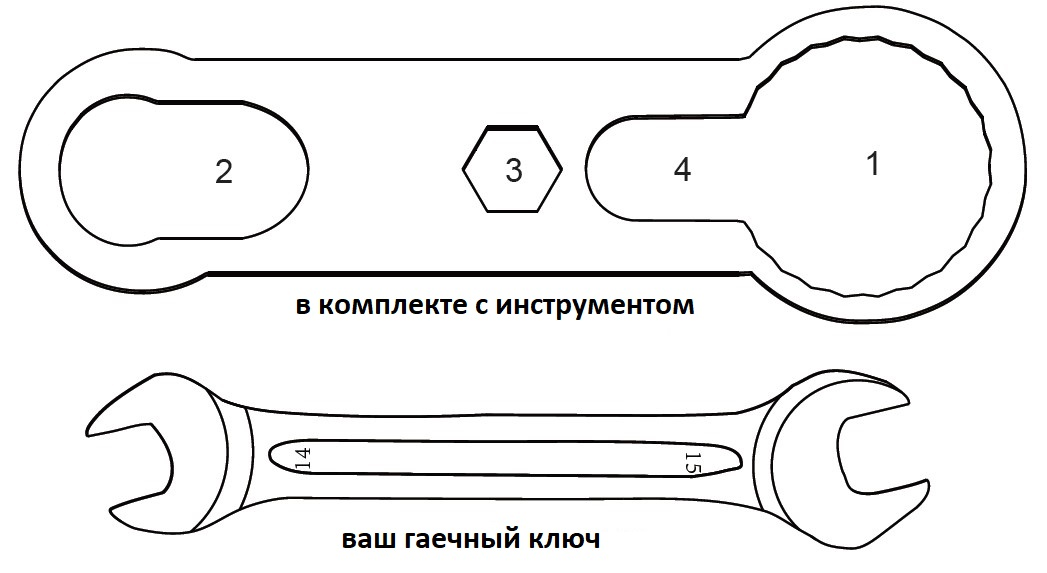 2 3 4 1
в комплекте с инструментом
14 15
ваш гаечный ключ